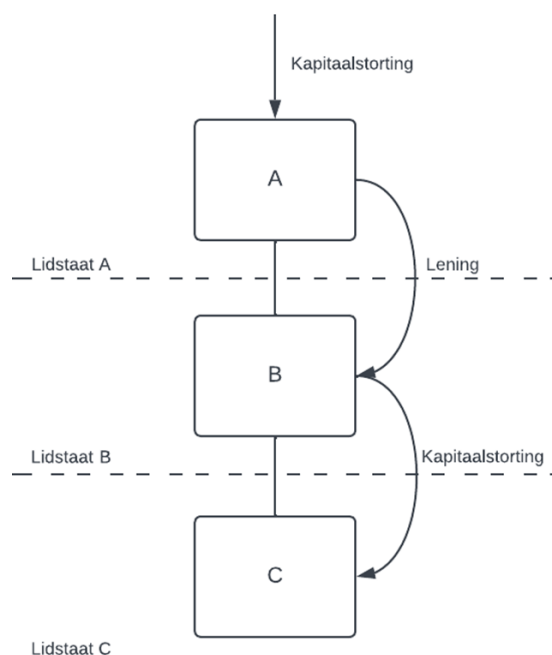 Kapitaalstorting
A
Lidstaat A
Lening
B
Lidstaat B
Kapitaalstorting
C
Lidstaat C